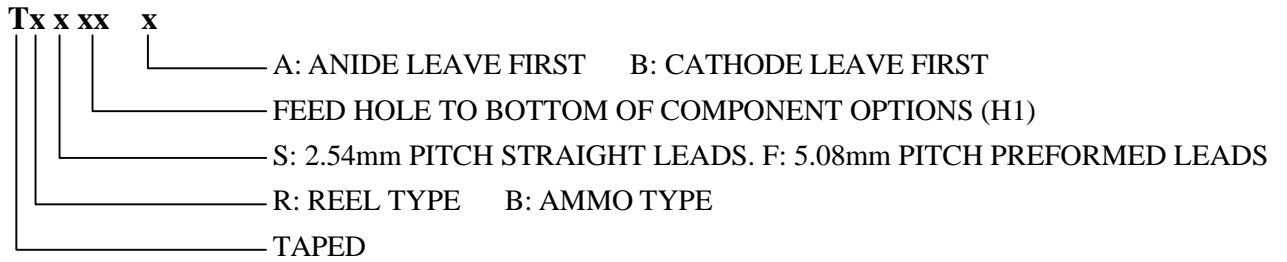 Tx x xx x
A: ANIDE LEAVE FIRST B: CATHODE LEAVE FIRST
FEED HOLE TO BOTTOM OF COMPONENT OPTIONS (H1)
S: 2.54mm PITCH STRAIGHT LEADS. F: 5.08mm PITCH PREFORMED LEADS
R: REEL TYPE B: AMMO TYPE
TAPED